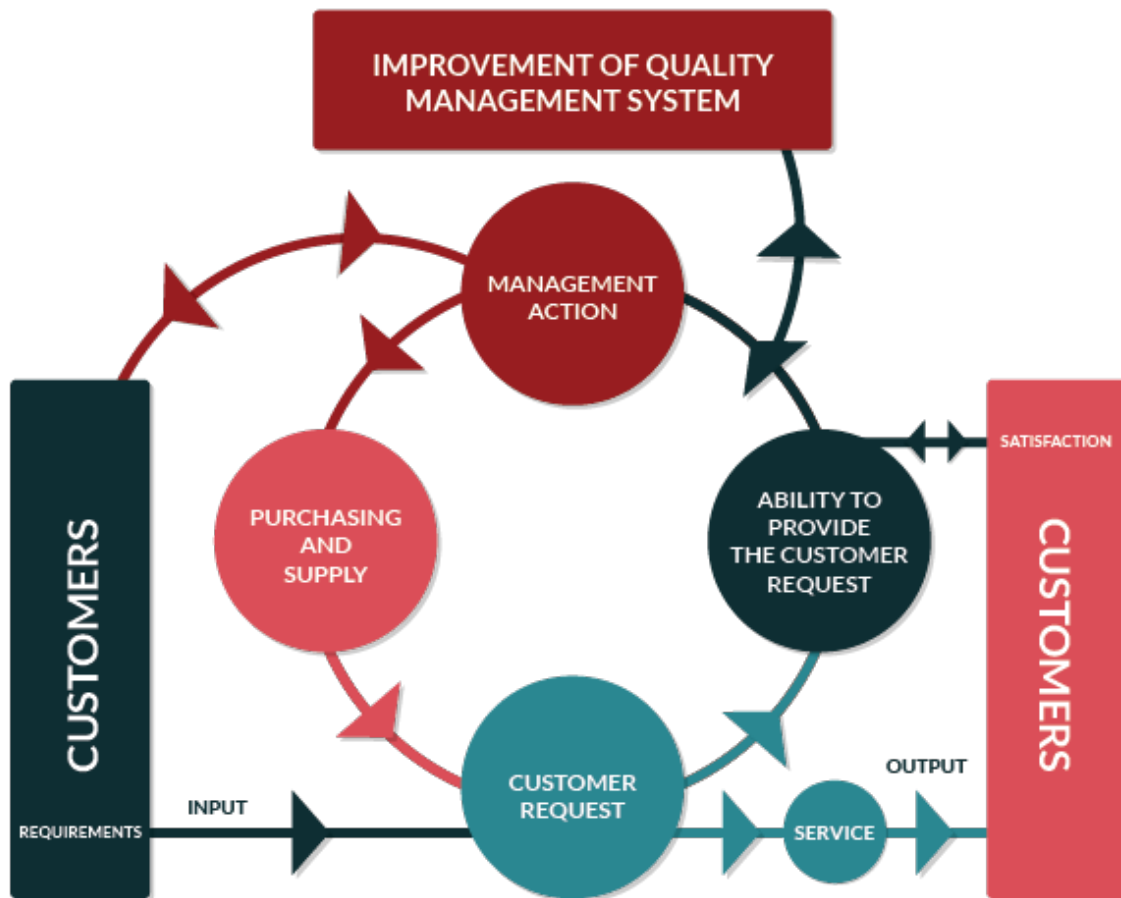 IMPROVEMENT OF QUALITY
MANAGEMENT SYSTEM
MANAGEMENT
ACTION
CUSTOMERS
REQUIREMENTS
PURCHASING
AND
SUPPLY
ABILITY TO
PROVIDE
THE CUSTOMER
REQUEST
SATISFACTION
CUSTOMERS
INPUT
CUSTOMER
REQUEST
SERVICE
OUTPUT